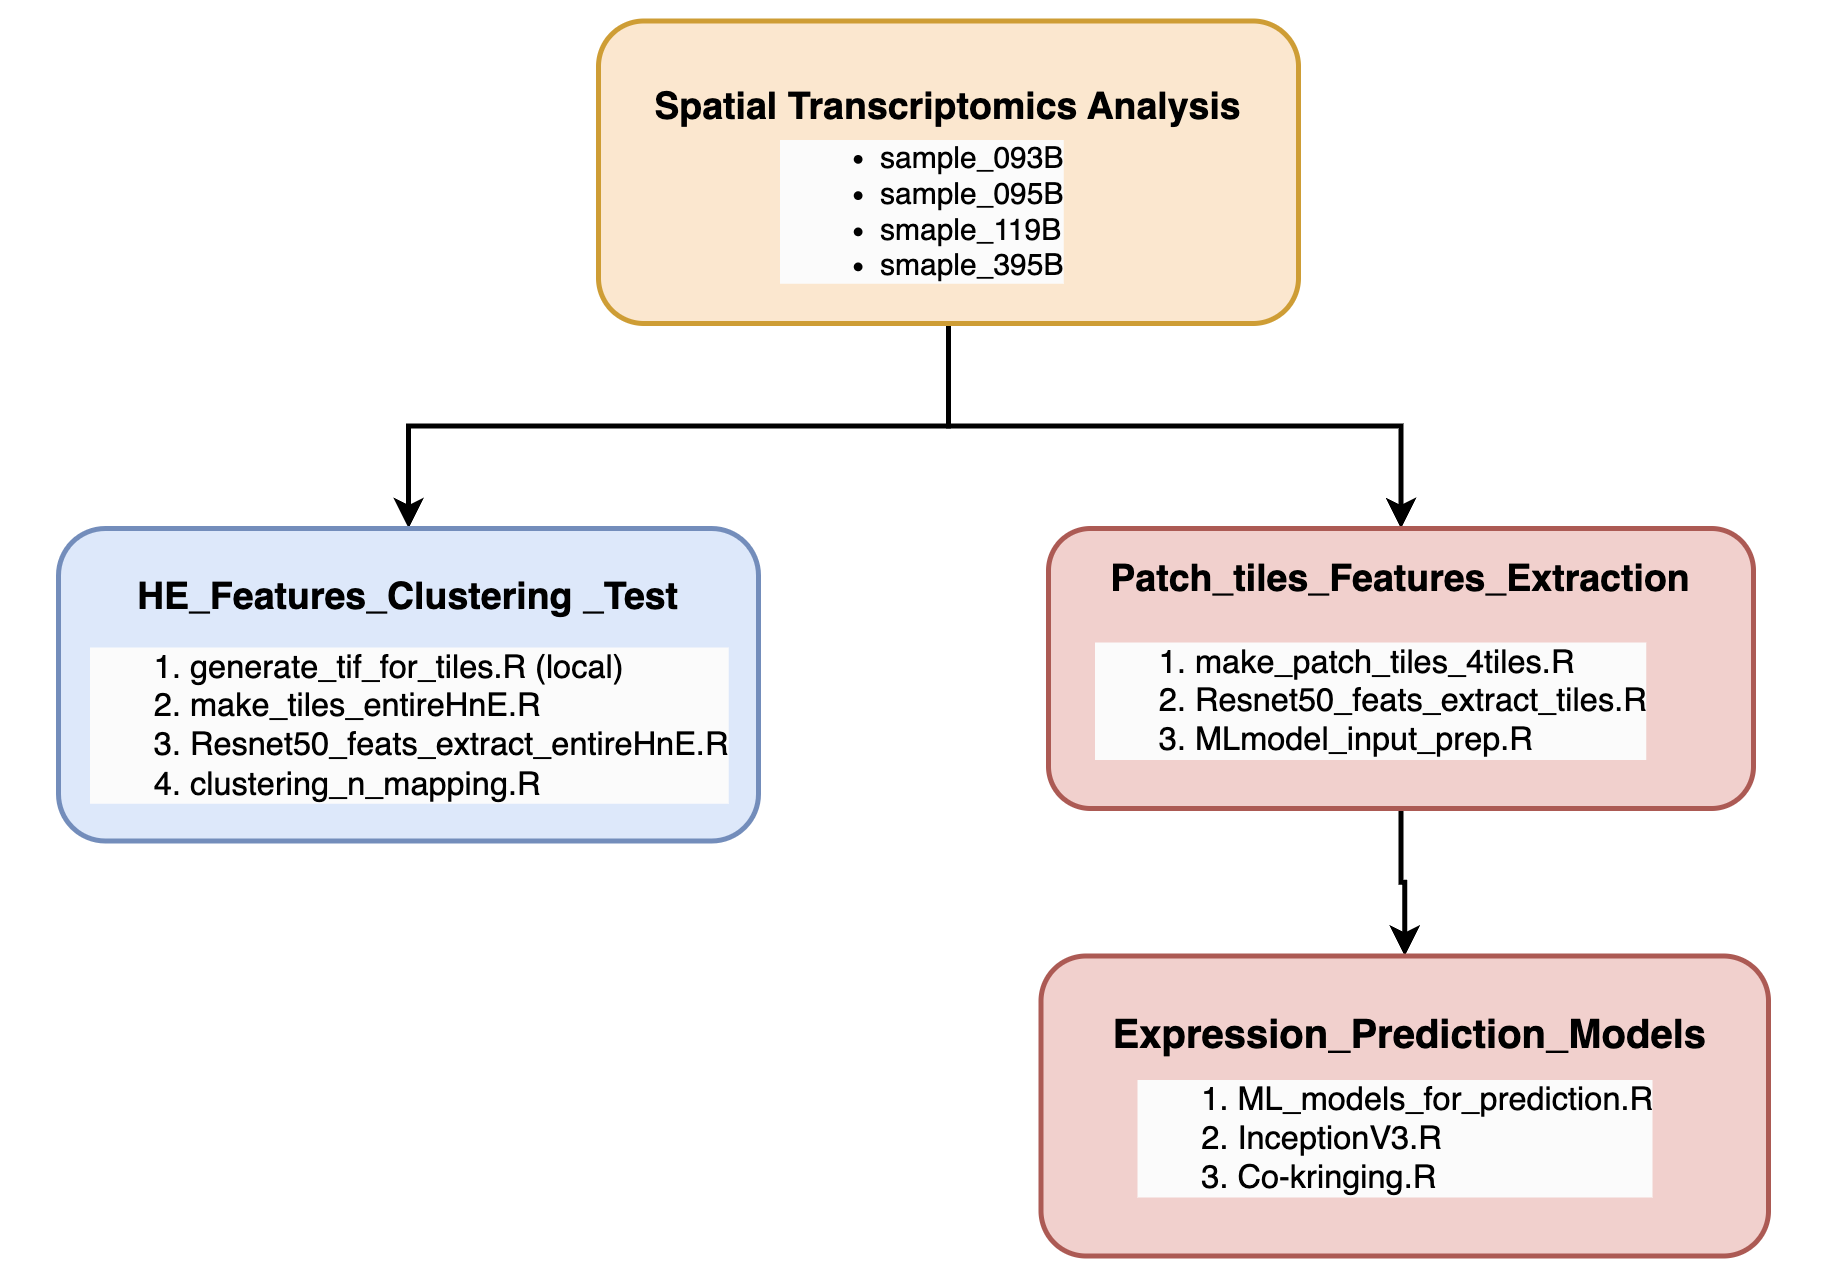 Spatial Transcriptomics Analysis
• sample_093B
• sample_095B
• smaple_119B
• smaple_395B
HE_Features_Clustering _Test
1. generate_tif_for_tiles.R (local)
2. make_tiles_entireHnE.R
3. Resnet50_feats_extract_entireHnE.R
4. clustering_n_mapping.R
Patch_tiles_Features_Extraction
1. make_patch_tiles_4tiles.R
2. Resnet50_feats_extract_tiles.R
3. MLmodel_input_prep.R
Expression_Prediction_Models
1. ML_models_for_prediction.R
2. InceptionV3.R
3. Co-kringing.R